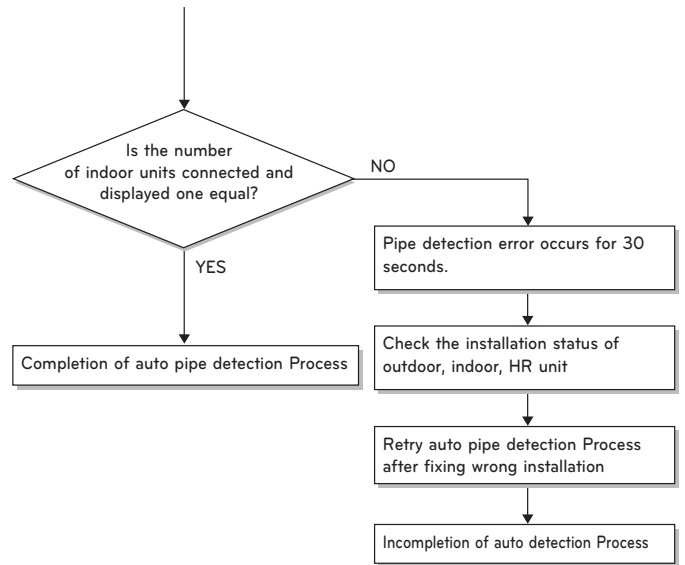 Is the number
of indoor units connected and
displayed one equal?
NO
YES
Pipe detection error occurs for 30
seconds.
Completion of auto pipe detection Process
Check the installation status of
outdoor, indoor, HR unit
Retry auto pipe detection Process
after fixing wrong installation
Incompletion of auto detection Process